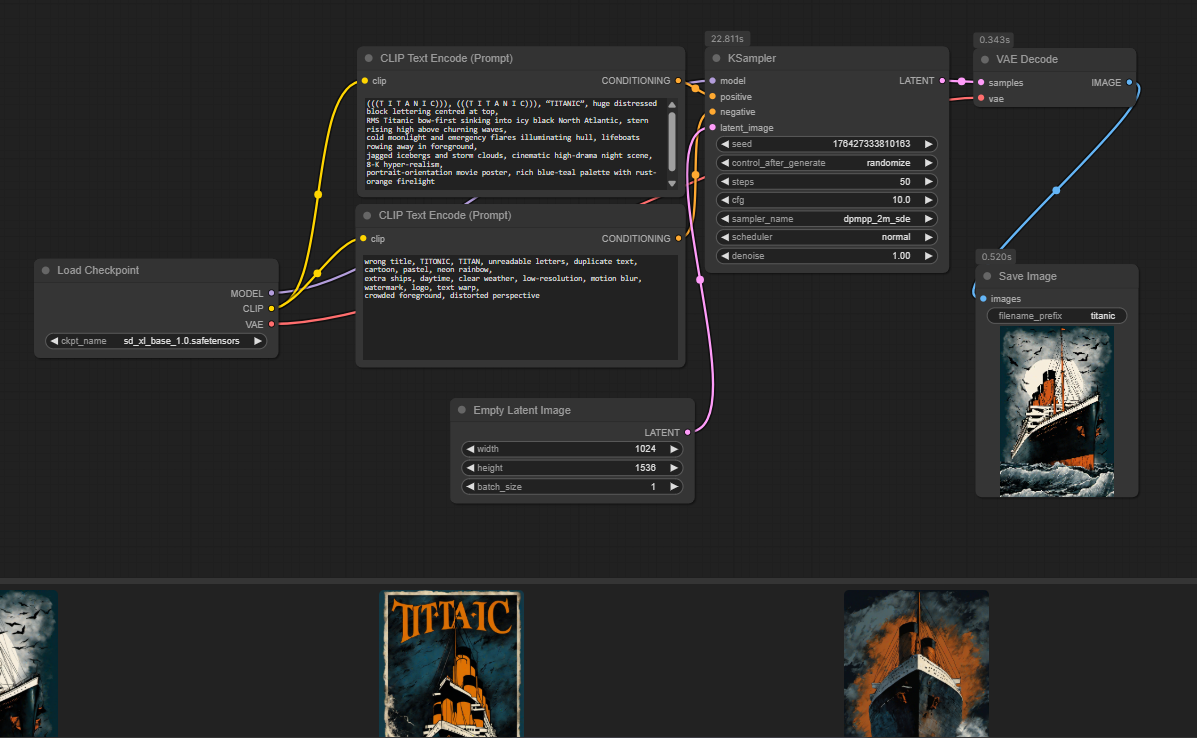 22.811s
0.343s
CLIP Text Encode (Prompt)
clip
CONDITIONING
(((T I T A N I C))), (((T I T A N I C))), “TITANIC”, huge distressed
block lettering centred at top,
RMS Titanic bow-first sinking into icy black North Atlantic, stern
rising high above churning waves,
cold moonlight and emergency flares illuminating hull, lifeboats
rowing away in foreground,
jagged icebergs and storm clouds, cinematic high-drama night scene,
8-K hyper-realism,
portrait-orientation movie poster, rich blue-teal palette with rust-
orange firelight
KSampler
model
LATENT
positive
negative
latent_image
seed 176427333810163
control_after_generate randomize
steps 50
cfg 10.0
sampler_name dpmpp_2m_sde
scheduler normal
denoise 1.00
VAE Decode
samples
IMAGE
vae
CLIP Text Encode (Prompt)
clip
CONDITIONING
wrong title, TITONIC, TITAN, unreadable letters, duplicate text,
cartoon, pastel, neon rainbow,
extra ships, daytime, clear weather, low-resolution, motion blur,
watermark, logo, text warp,
crowded foreground, distorted perspective
Load Checkpoint
MODEL
CLIP
VAE
ckpt_name sd_xl_base_1.0.safetensors
0.520s
Save Image
images
filename_prefix titanic
Empty Latent Image
LATENT
width 1024
height 1536
batch_size 1
TITTA·IC